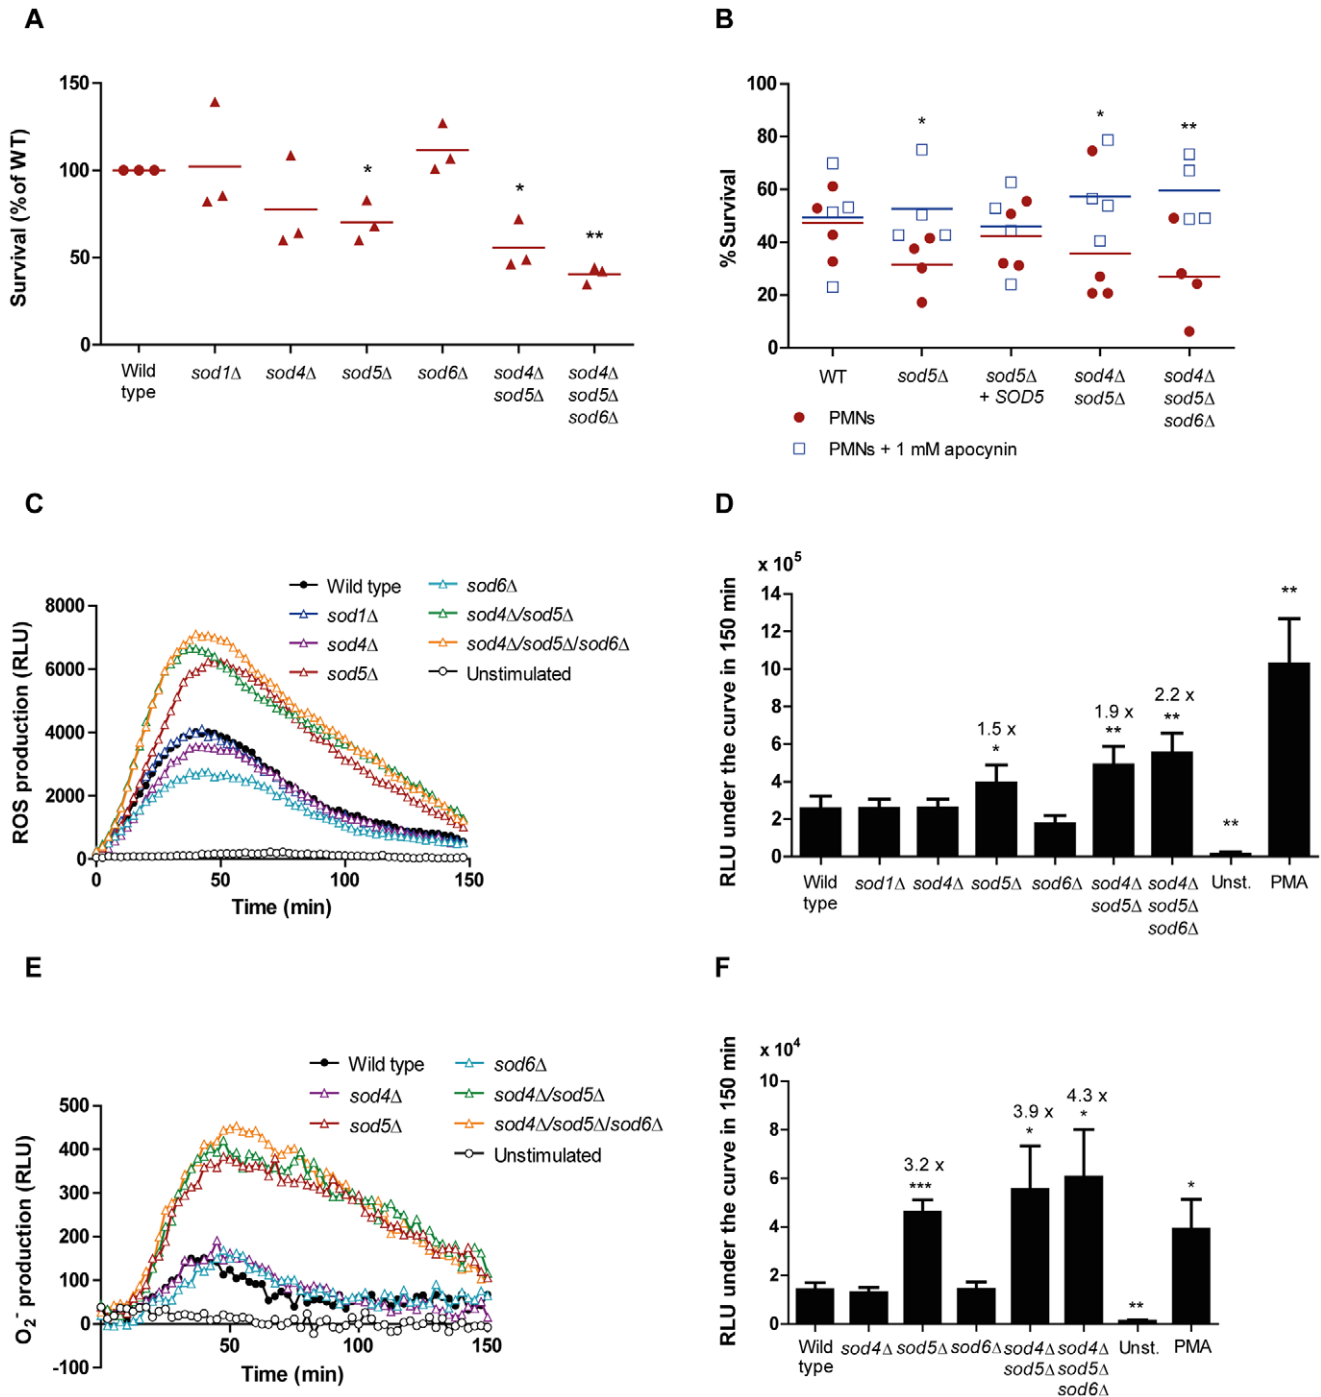 A
Survival (% of WT)
150
100
50
0
*
*
**
Wild type
sod1Δ
sod4Δ
sod5Δ
sod6Δ
sod4Δ sod5Δ
sod4Δ sod5Δ sod6Δ
B
%Survival
100
80
60
40
20
0
*
*
**
WT
sod5Δ
sod5Δ + SOD5
sod4Δ sod5Δ
sod4Δ sod5Δ sod6Δ
PMNs
PMNs + 1 mM apocynin
C
ROS production (RLU)
8000
6000
4000
2000
0
0
50
100
150
Time (min)
Wild type
sod1Δ
sod4Δ
sod5Δ
sod6Δ
sod4Δ/sod5Δ
sod4Δ/sod5Δ/sod6Δ
Unstimulated
D
x 10⁵
RLU under the curve in 150 min
14
12
10
8
6
4
2
0
1.5 x
*
1.9 x
**
2.2 x
**
**
**
Wild type
sod1Δ
sod4Δ
sod5Δ
sod6Δ
sod4Δ sod5Δ
sod4Δ sod5Δ sod6Δ
Unst.
PMA
E
O₂⁻ production (RLU)
500
400
300
200
100
0
-100
50
100
150
Time (min)
Wild type
sod4Δ
sod5Δ
sod6Δ
sod4Δ/sod5Δ
sod4Δ/sod5Δ/sod6Δ
Unstimulated
F
x 10⁴
RLU under the curve in 150 min
10
8
6
4
2
0
3.2 x
***
3.9 x
*
4.3 x
*
**
*
Wild type
sod4Δ
sod5Δ
sod6Δ
sod4Δ sod5Δ
sod4Δ sod5Δ sod6Δ
Unst.
PMA